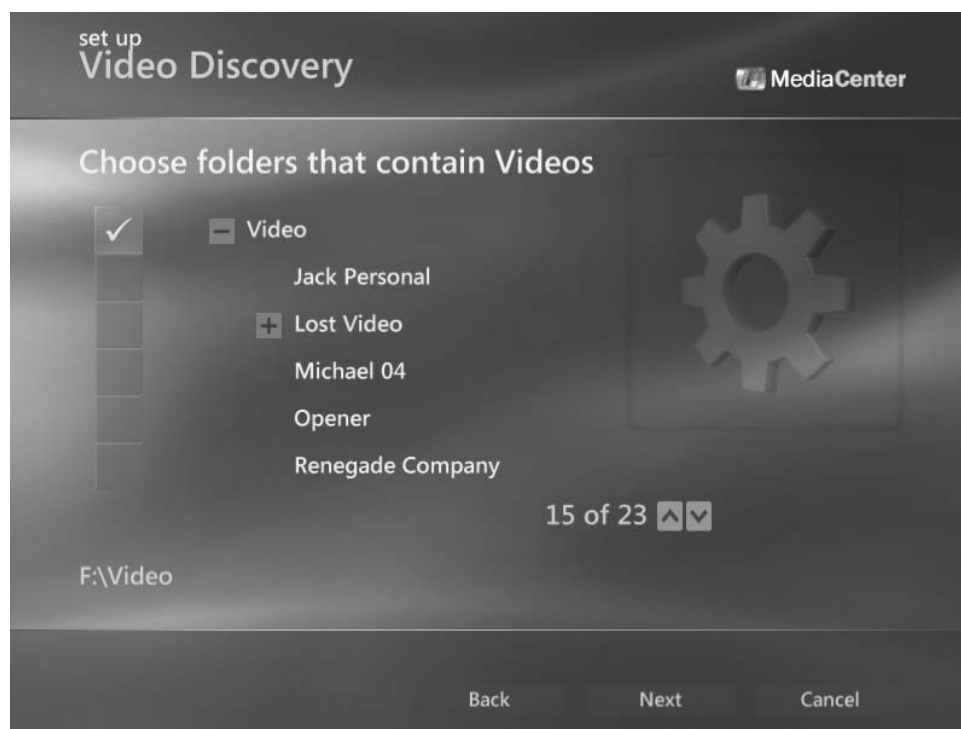 set up
Video Discovery
MediaCenter
Choose folders that contain Videos
Video
Jack Personal
Lost Video
Michael 04
Opener
Renegade Company
15 of 23
F:\Video
Back Next Cancel